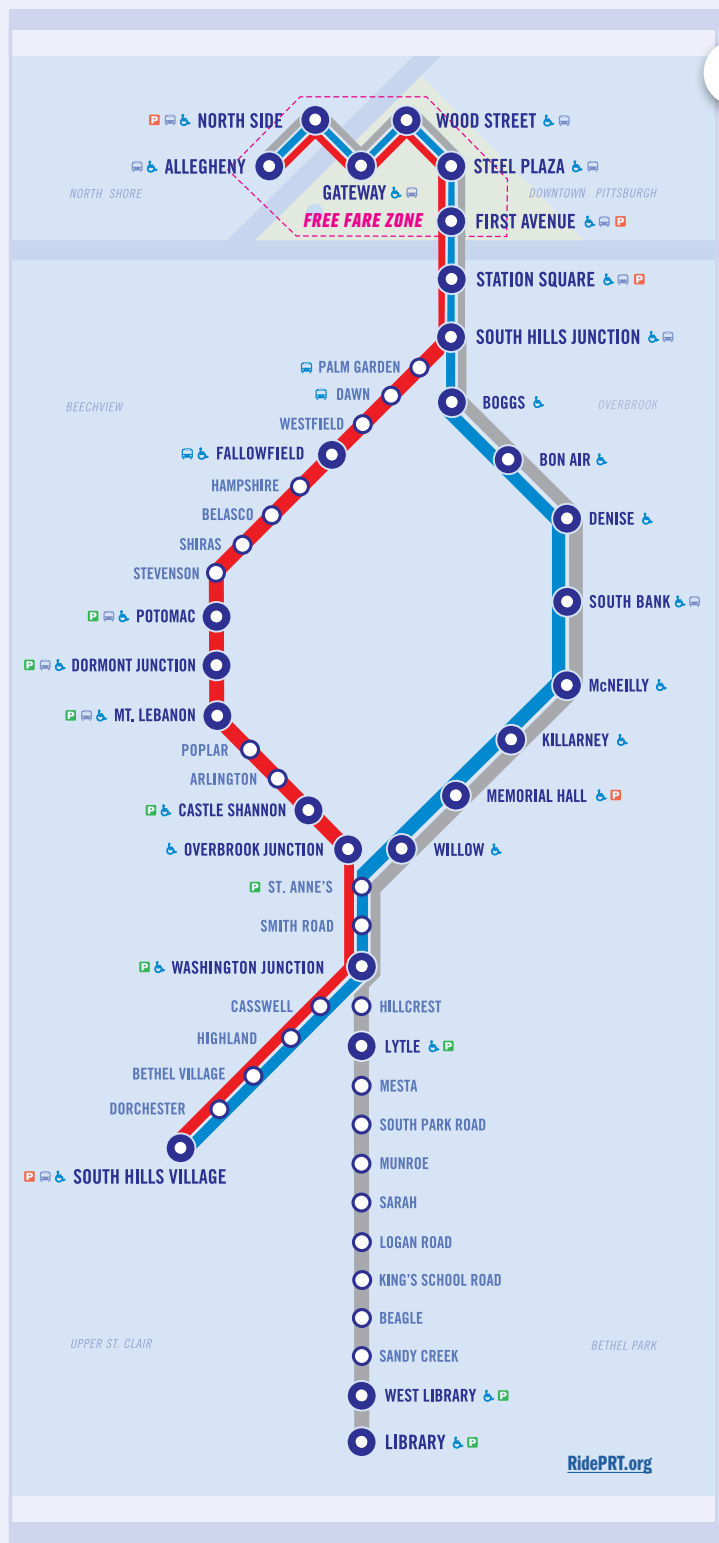 NORTH SIDE
WOOD STREET
ALLEGHENY
STEEL PLAZA
NORTH SHORE
GATEWAY
DOWNTOWN PITTSBURGH
FREE FARE ZONE
FIRST AVENUE
STATION SQUARE
SOUTH HILLS JUNCTION
PALM GARDEN
DAWN
BEECHVIEW
BOGGS
OVERBROOK
WESTFIELD
FALLOWFIELD
BON AIR
HAMPSHIRE
BELASCO
DENISE
SHIRAS
STEVENSON
SOUTH BANK
P POTOMAC
P DORMONT JUNCTION
McNEILLY
P MT. LEBANON
KILLARNEY
POPLAR
ARLINGTON
MEMORIAL HALL P
P CASTLE SHANNON
OVERBROOK JUNCTION
WILLOW
P ST. ANNE'S
SMITH ROAD
P WASHINGTON JUNCTION
CASSWELL
HILLCREST
HIGHLAND
LYTLE P
BETHEL VILLAGE
MESTA
DORCHESTER
SOUTH PARK ROAD
MUNROE
P SOUTH HILLS VILLAGE
SARAH
LOGAN ROAD
KING'S SCHOOL ROAD
BEAGLE
UPPER ST. CLAIR
BETHEL PARK
SANDY CREEK
WEST LIBRARY P
LIBRARY P
RidePRT.org